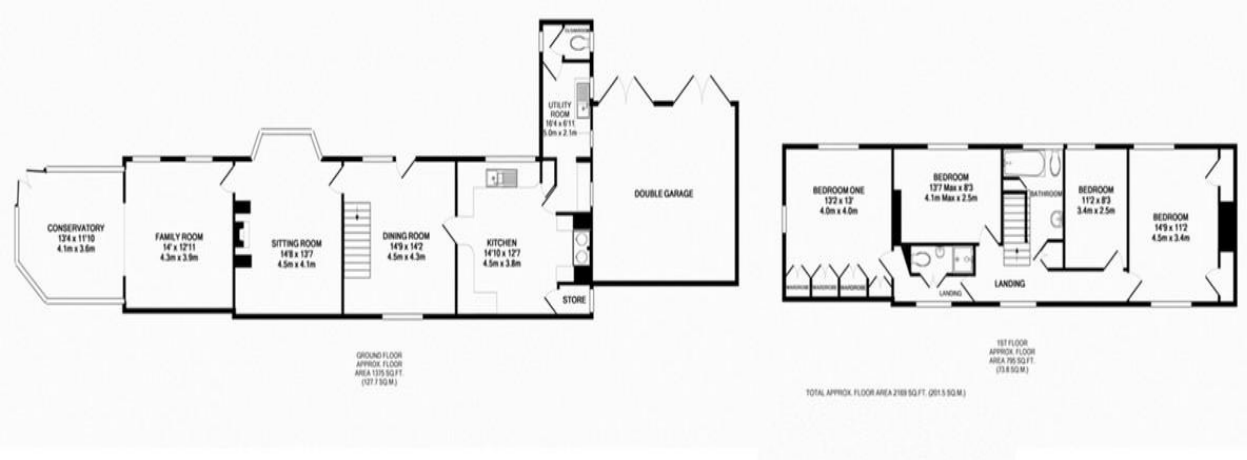 CLOAKROOM
UTILITY
ROOM
16'4 x 6'11
5.0m x 2.1m
DOUBLE GARAGE
CONSERVATORY
13'4 x 11'10
4.1m x 3.6m
FAMILY ROOM
14" x 12'11
4.3m x 3.9m
SITTING ROOM
14'8 x 13'7
4.5m x 4.1m
DINING ROOM
14'9 x 14'2
4.5m x 4.3m
KITCHEN
14'10 x 12'7
4.5m x 3.8m
STORE
GROUND FLOOR
APPROX. FLOOR
AREA 1375 SQ.FT.
(127.7 SQ.M.)
BEDROOM ONE
13'2 x 13'
4.0m x 4.0m
WARDROBE
WARDROBE
WARDROBE
BEDROOM
13'7 Max x 8'3
4.1m Max x 2.5m
BATHROOM
BEDROOM
11'2 x 8'3
3.4m x 2.5m
BEDROOM
14'9 x 11'2
4.5m x 3.4m
LANDING
LANDING
1ST FLOOR
APPROX. FLOOR
AREA 795 SQ.FT.
(73.8 SQ.M.)
TOTAL APPROX. FLOOR AREA 2169 SQ.FT. (201.5 SQ.M.)